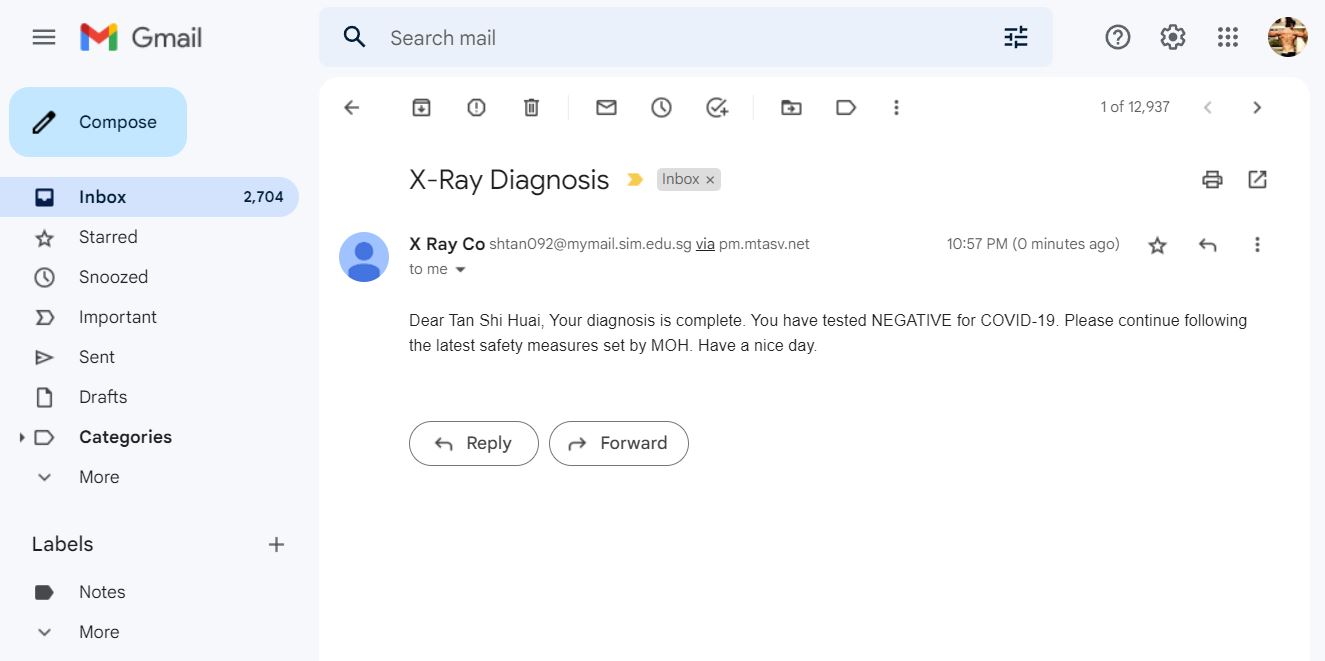 Gmail
Search mail
Compose
1 of 12,937
X-Ray Diagnosis Inbox ×
Inbox 2,704
Starred
Snoozed
Important
Sent
Drafts
Categories
More
Labels +
Notes
More
X Ray Co shtan092@mymail.sim.edu.sg via pm.mtasv.net 10:57 PM (0 minutes ago)
to me
Dear Tan Shi Huai, Your diagnosis is complete. You have tested NEGATIVE for COVID-19. Please continue following
the latest safety measures set by MOH. Have a nice day.
Reply Forward